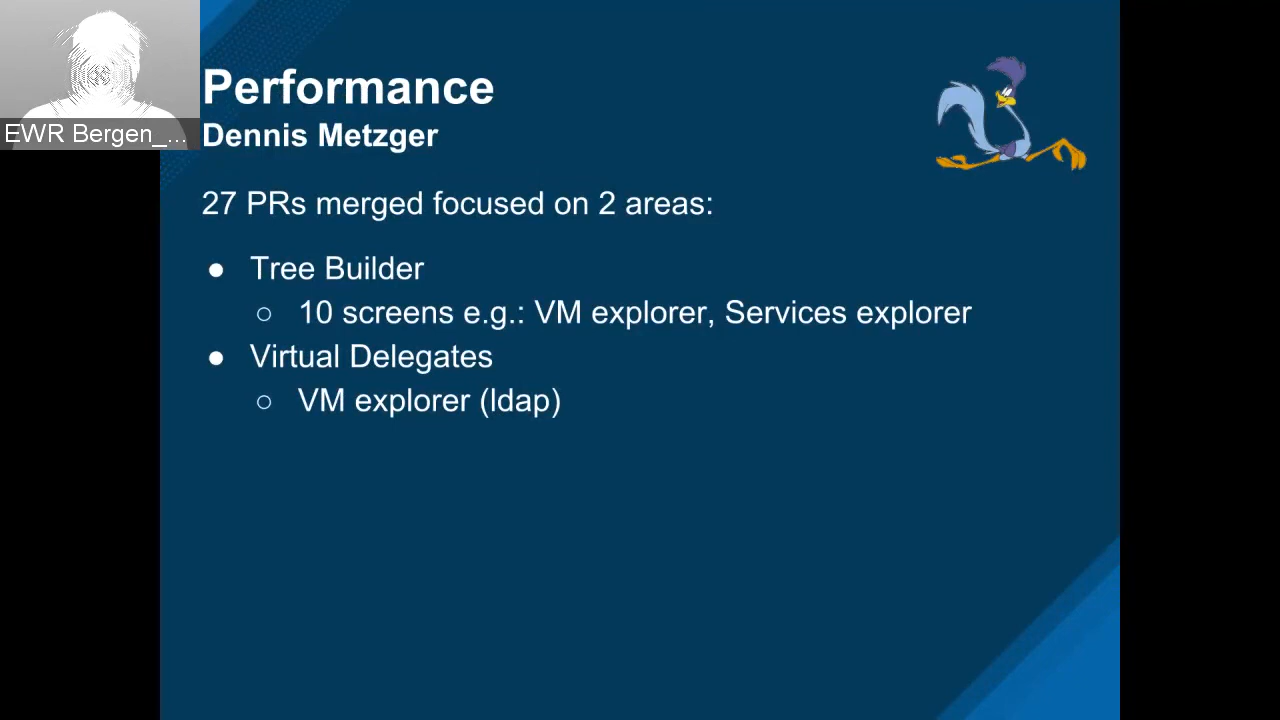 Performance
EWR Bergen_...
Dennis Metzger
27 PRs merged focused on 2 areas:
● Tree Builder
○ 10 screens e.g.: VM explorer, Services explorer
● Virtual Delegates
○ VM explorer (ldap)